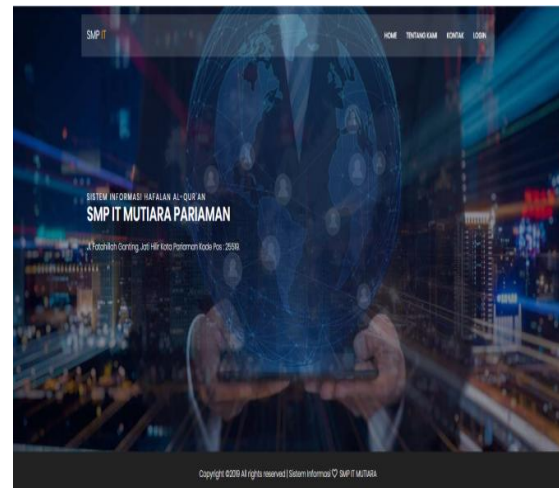 SMP IT
HOME TENTANG KAMI KONTAK LOGIN
SISTEM INFORMASI HAFALAN AL-QUR'AN
SMP IT MUTIARA PARIAMAN
Jl. Fatahillah Ganting, Jati Hilir Kota Pariaman Kode Pos : 25519.
Copyright ©2019 All rights reserved | Sistem Informasi ♡ SMP IT MUTIARA